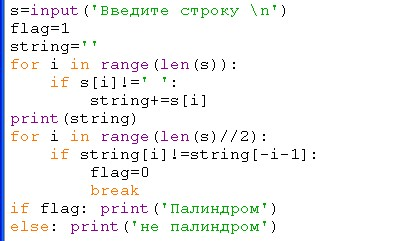 s=input('Введите строку \n')
flag=1
string=''
for i in range(len(s)):
    if s[i]!=' ':
        string+=s[i]
print(string)
for i in range(len(s)//2):
    if string[i]!=string[-i-1]:
        flag=0
        break
if flag: print('Палиндром')
else: print('не палиндром')